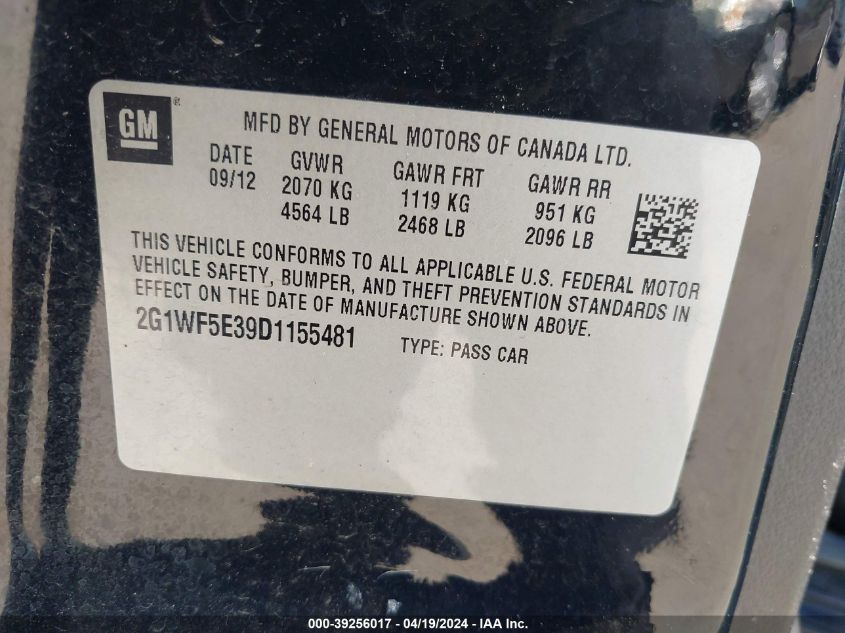 GM ®
MFD BY GENERAL MOTORS OF CANADA LTD.
DATE GVWR GAWR FRT GAWR RR
09/12 2070 KG 1119 KG 951 KG
4564 LB 2468 LB 2096 LB
THIS VEHICLE CONFORMS TO ALL APPLICABLE U.S. FEDERAL MOTOR
VEHICLE SAFETY, BUMPER, AND THEFT PREVENTION STANDARDS IN
EFFECT ON THE DATE OF MANUFACTURE SHOWN ABOVE.
2G1WF5E39D1155481 TYPE: PASS CAR
000-39256017 / 04/19/2024 - IAA Inc.